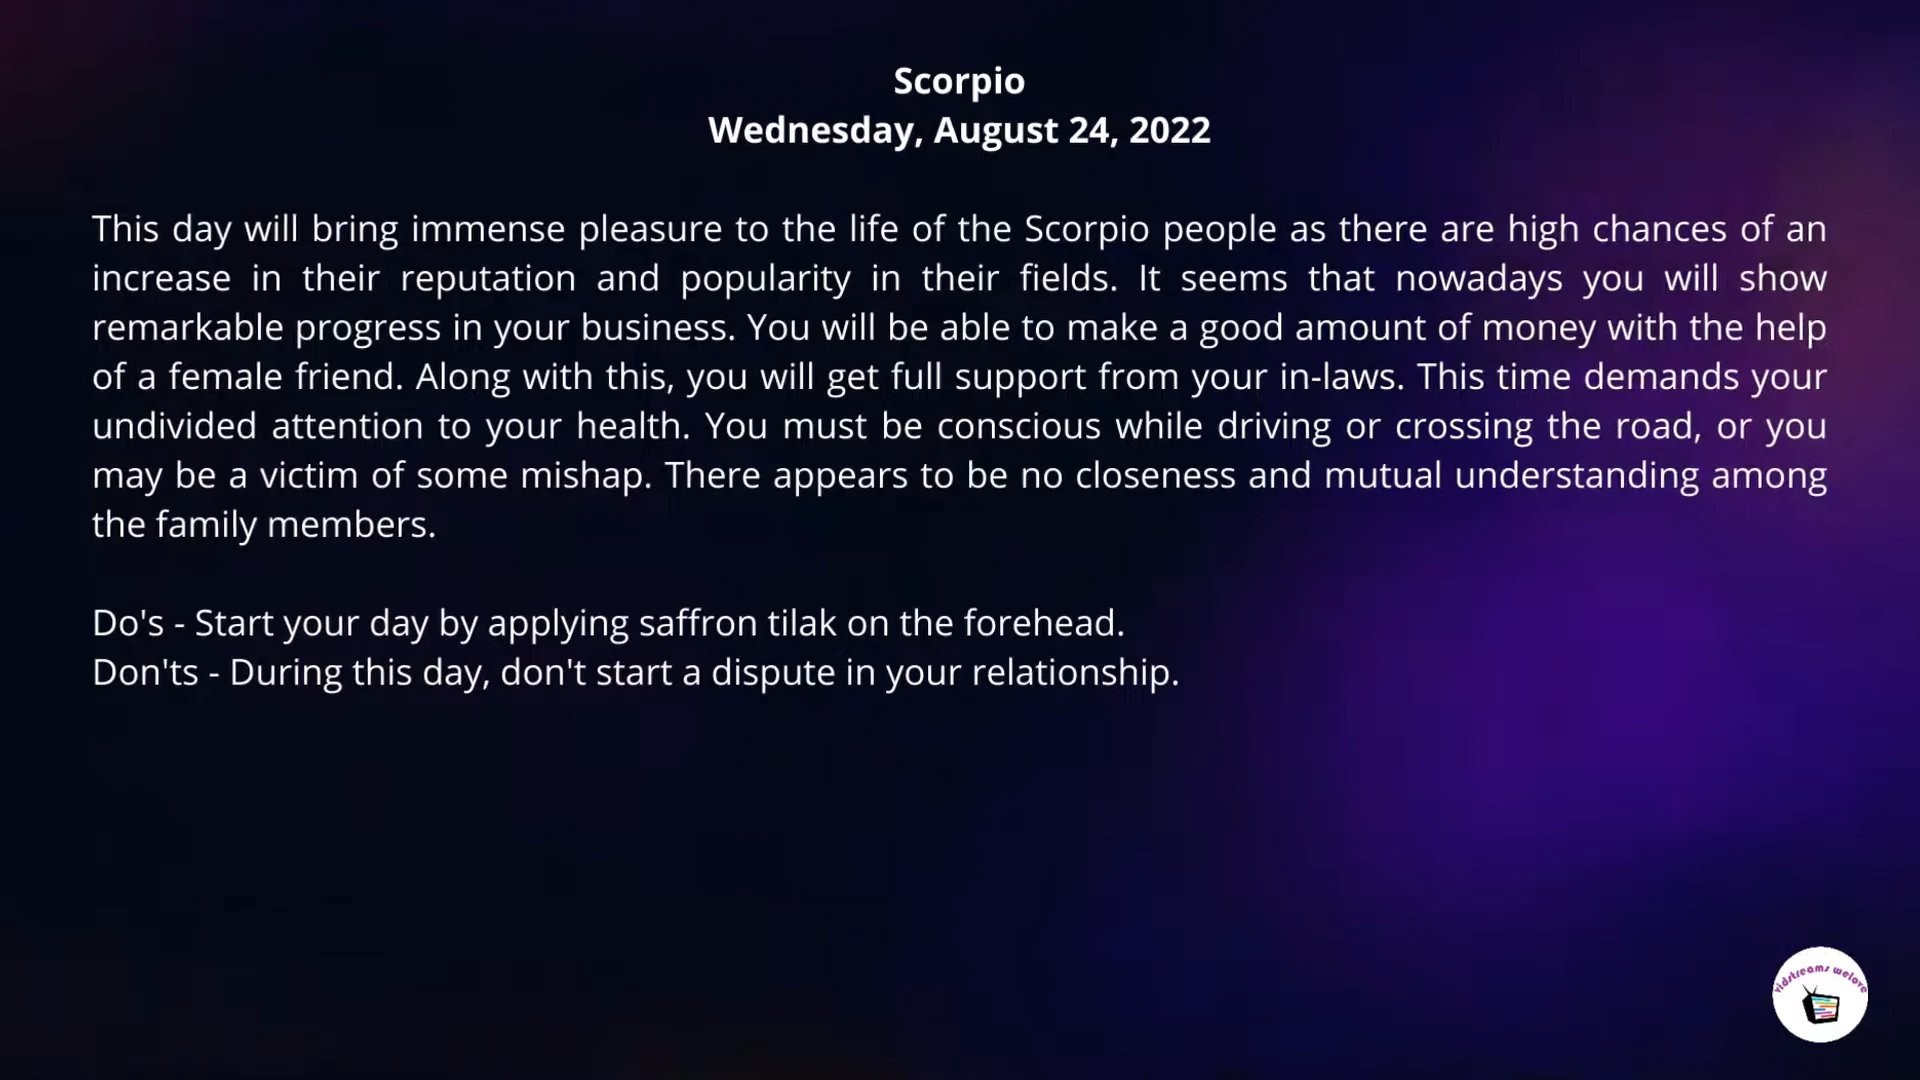 Scorpio
Wednesday, August 24, 2022
This day will bring immense pleasure to the life of the Scorpio people as there are high chances of an
increase in their reputation and popularity in their fields. It seems that nowadays you will show
remarkable progress in your business. You will be able to make a good amount of money with the help
of a female friend. Along with this, you will get full support from your in-laws. This time demands your
undivided attention to your health. You must be conscious while driving or crossing the road, or you
may be a victim of some mishap. There appears to be no closeness and mutual understanding among
the family members.
Do's - Start your day by applying saffron tilak on the forehead.
Don'ts - During this day, don't start a dispute in your relationship.
vidstreams welove